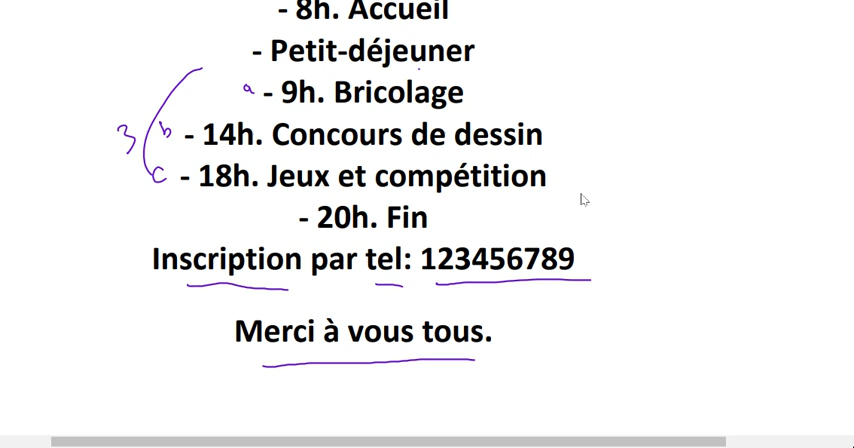 - 8h. Accueil
- Petit-déjeuner
a - 9h. Bricolage
3 b - 14h. Concours de dessin
c - 18h. Jeux et compétition
- 20h. Fin
Inscription par tel: 123456789
Merci à vous tous.